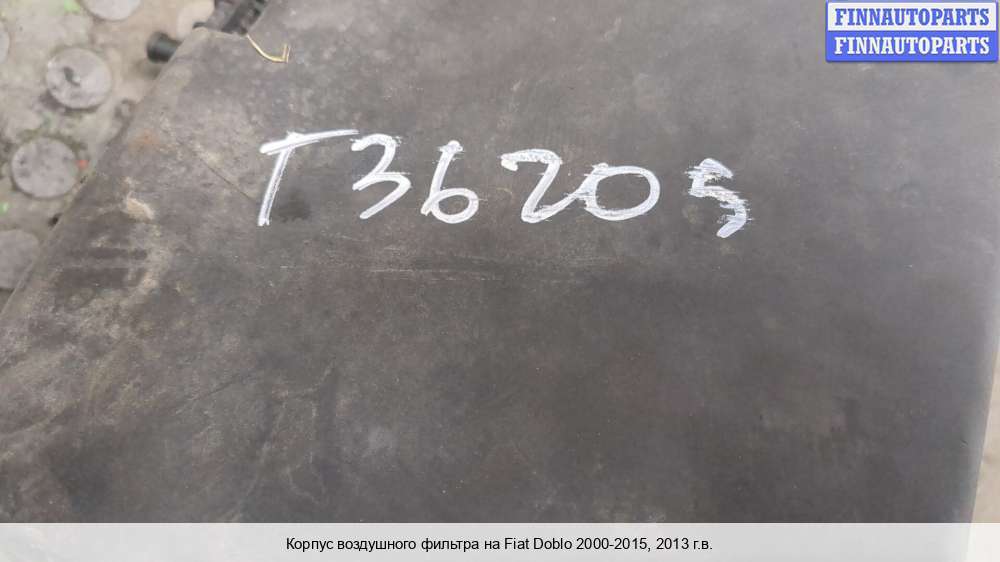 FINNAUTOPARTS
FINNAUTOPARTS
T36205
Корпус воздушного фильтра на Fiat Doblo 2000-2015, 2013 г.в.